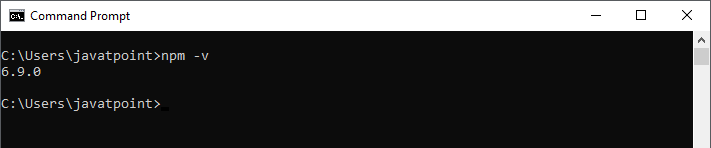 Command Prompt
C:\Users\javatpoint>npm -v
6.9.0
C:\Users\javatpoint>